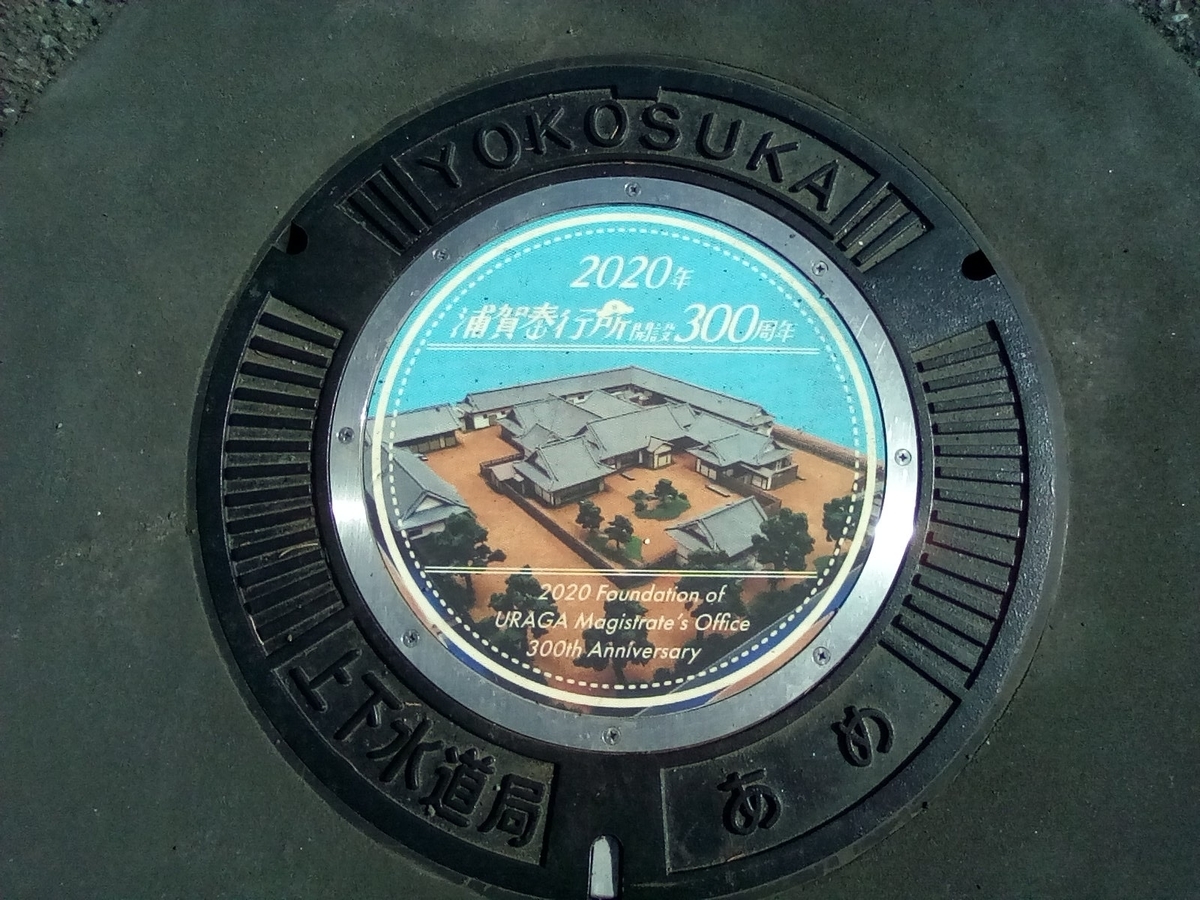 YOKOSUKA
2020年
浦賀奉行所開設300周年
2020 Foundation of
URAGA Magistrate's Office
300th Anniversary
上下水道局
あめ